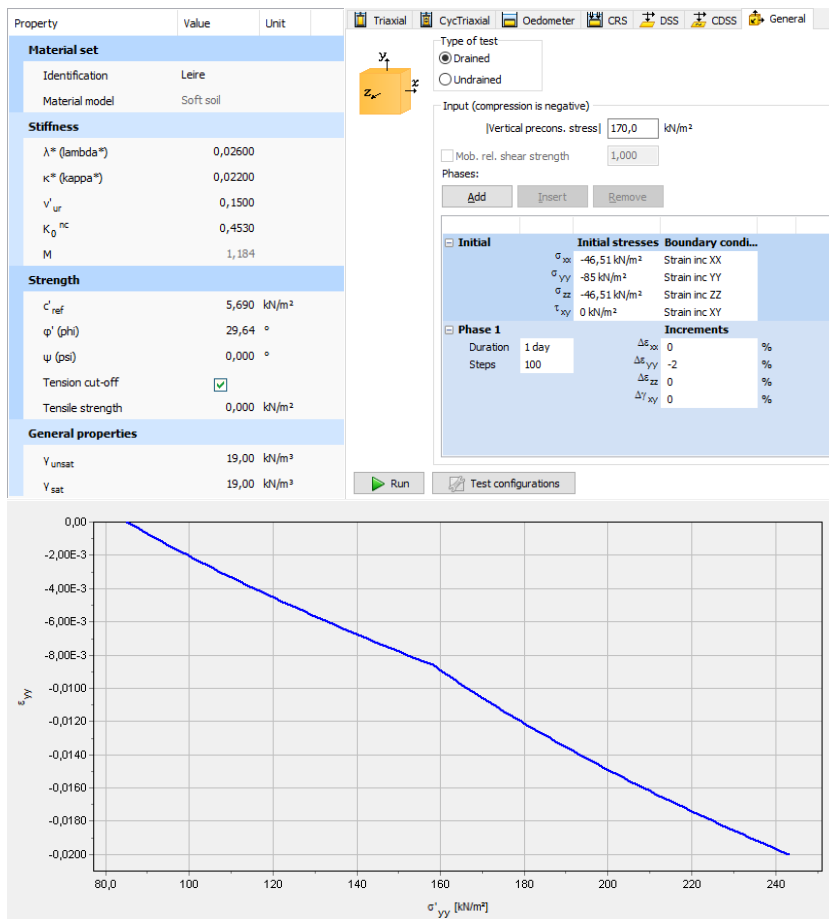 Property Value Unit
Material set
Identification Leire
Material model Soft soil
Stiffness
λ* (lambda*) 0,02600
κ* (kappa*) 0,02200
ν'ur 0,1500
K0nc 0,4530
M 1,184
Strength
c'ref 5,690 kN/m²
φ' (phi) 29,64 °
ψ (psi) 0,000 °
Tension cut-off
Tensile strength 0,000 kN/m²
General properties
γunsat 19,00 kN/m³
γsat 19,00 kN/m³
Triaxial CycTriaxial Oedometer CRS DSS CDSS General
y
x
z
Type of test
Drained
Undrained
Input (compression is negative)
|Vertical precons. stress| 170,0 kN/m²
Mob. rel. shear strength 1,000
Phases:
Add Insert Remove
Initial Initial stresses Boundary condi...
σxx -46,51 kN/m² Strain inc XX
σyy -85 kN/m² Strain inc YY
σzz -46,51 kN/m² Strain inc ZZ
τxy 0 kN/m² Strain inc XY
Phase 1 Increments
Duration 1 day Δεxx 0 %
Steps 100 Δεyy -2 %
Δεzz 0 %
Δγxy 0 %
Run Test configurations
0,00
-2,00E-3
-4,00E-3
-6,00E-3
-8,00E-3
-0,0100
-0,0120
-0,0140
-0,0160
-0,0180
-0,0200
εyy
80,0 100 120 140 160 180 200 220 240
σ'yy [kN/m²]